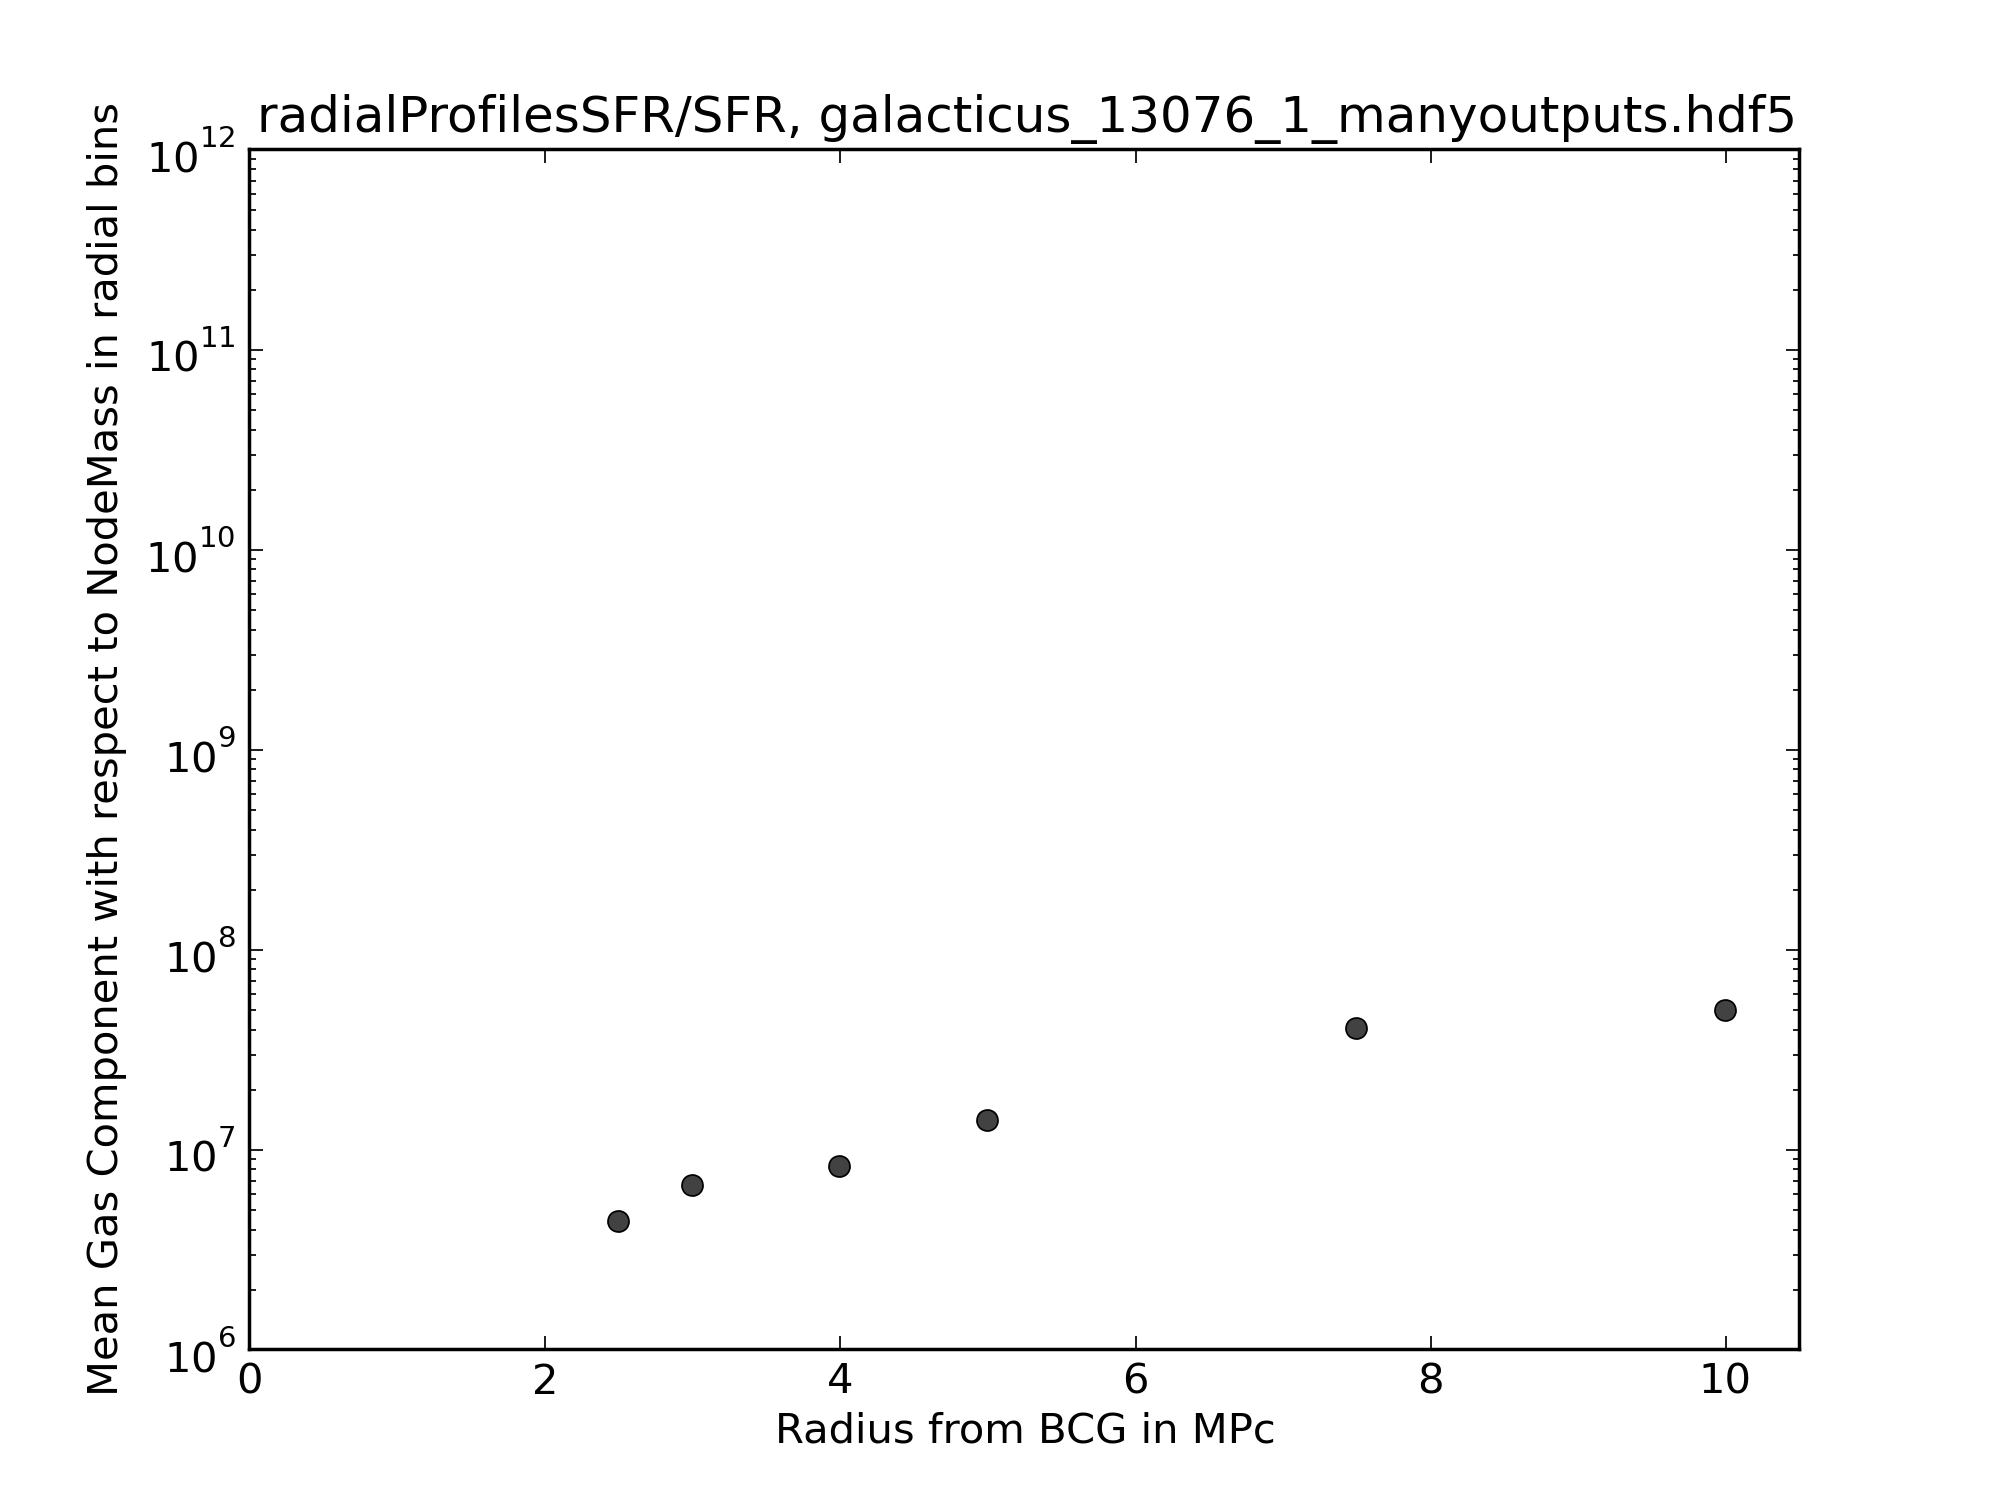 radialProfilesSFR/SFR, galacticus_13076_1_manyoutputs.hdf5
Mean Gas Component with respect to NodeMass in radial bins
10^12
10^11
10^10
10^9
10^8
10^7
10^6
0 2 4 6 8 10
Radius from BCG in MPc